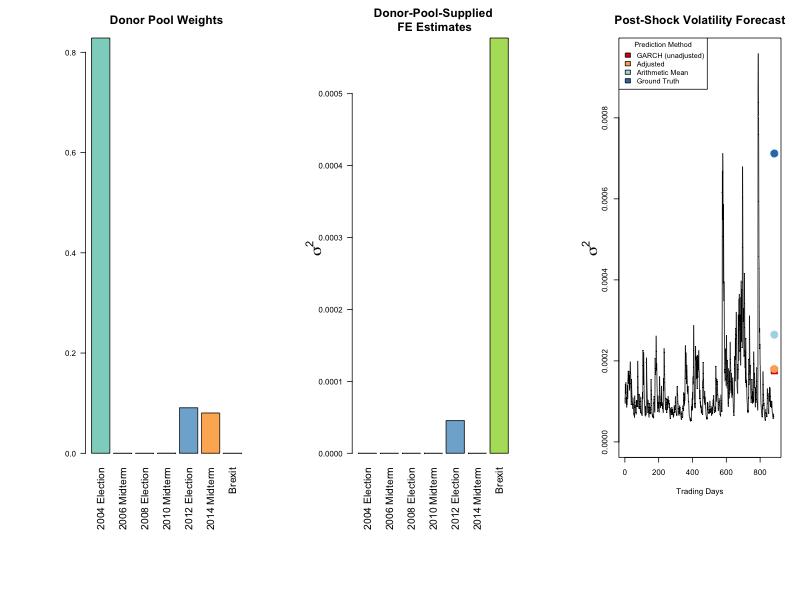 Donor Pool Weights
0.8
0.6
0.4
0.2
0.0
2004 Election
2006 Midterm
2008 Election
2010 Midterm
2012 Election
2014 Midterm
Brexit
Donor-Pool-Supplied
FE Estimates
σ²
0.0005
0.0004
0.0003
0.0002
0.0001
0.0000
2004 Election
2006 Midterm
2008 Election
2010 Midterm
2012 Election
2014 Midterm
Brexit
Post-Shock Volatility Forecast
Prediction Method
GARCH (unadjusted)
Adjusted
Arithmetic Mean
Ground Truth
σ²
0.0008
0.0006
0.0004
0.0002
0.0000
0
200
400
600
800
Trading Days